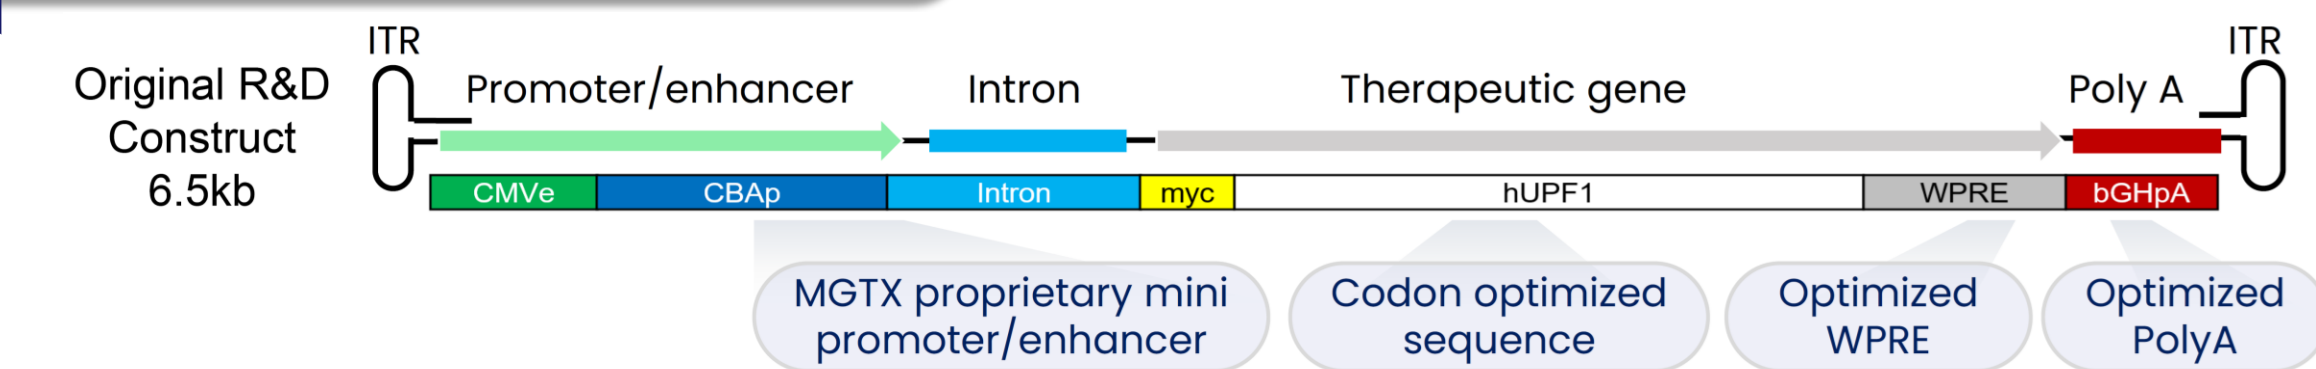 ITR
ITR
Original R&D
Construct
6.5kb
Promoter/enhancer
Intron
Therapeutic gene
Poly A
CMVe
CBAp
Intron
myc
hUPF1
WPRE
bGHpA
MGTX proprietary mini
promoter/enhancer
Codon optimized
sequence
Optimized
WPRE
Optimized
PolyA